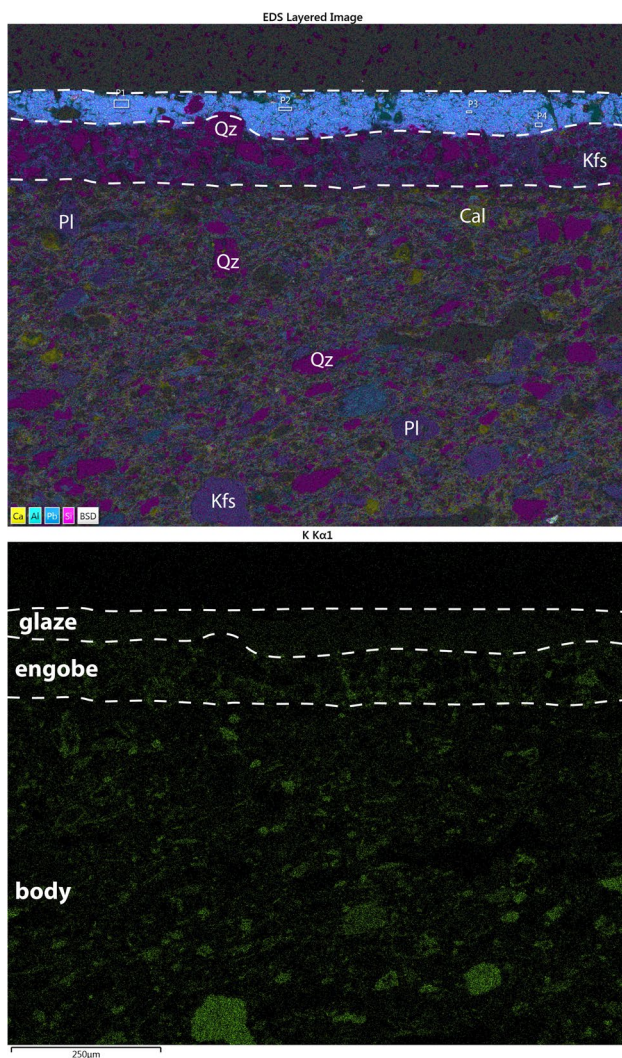 EDS Layered Image
P1
P2
P3
P4
Qz
Kfs
Pl
Cal
Qz
Qz
Pl
Kfs
Ca Al Pb Si BSD
K Kα1
glaze
engobe
body
250μm